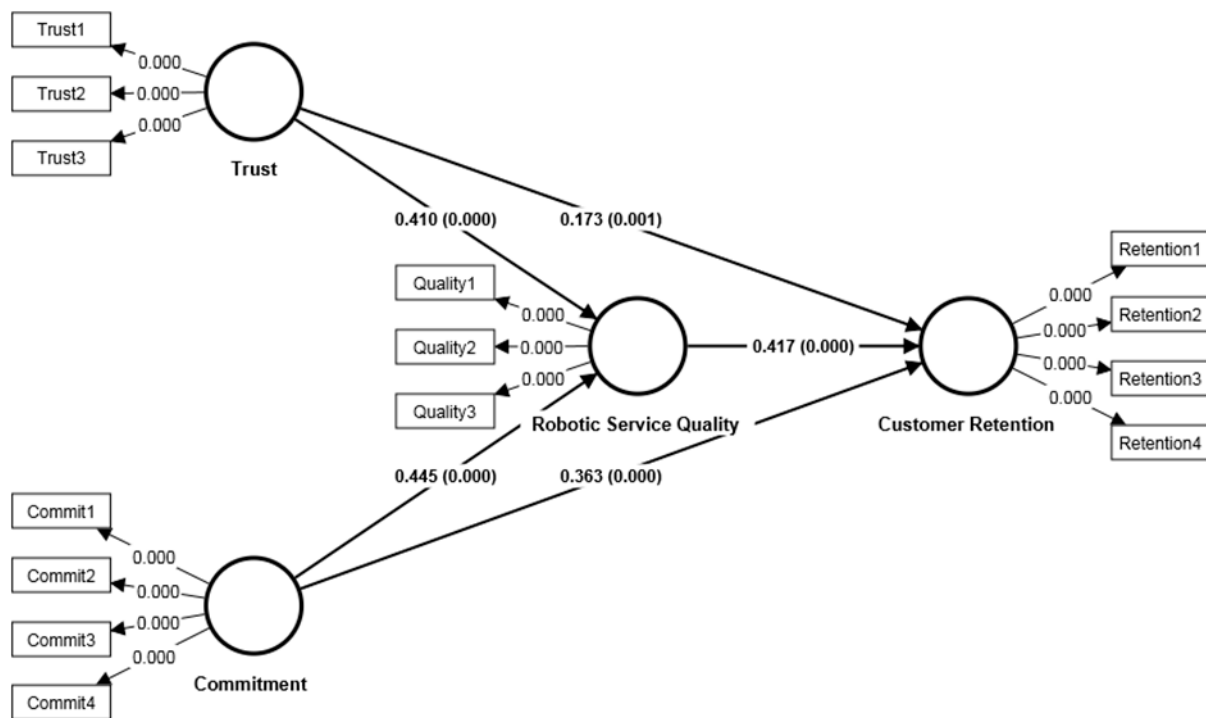 Trust1
0.000
Trust2
0.000
Trust3
0.000
Trust
0.410 (0.000)
0.173 (0.001)
Quality1
0.000
Quality2
0.000
Quality3
0.000
Robotic Service Quality
0.417 (0.000)
Retention1
0.000
Retention2
0.000
Retention3
0.000
Retention4
0.000
Customer Retention
0.445 (0.000)
0.363 (0.000)
Commit1
0.000
Commit2
0.000
Commit3
0.000
Commit4
0.000
Commitment